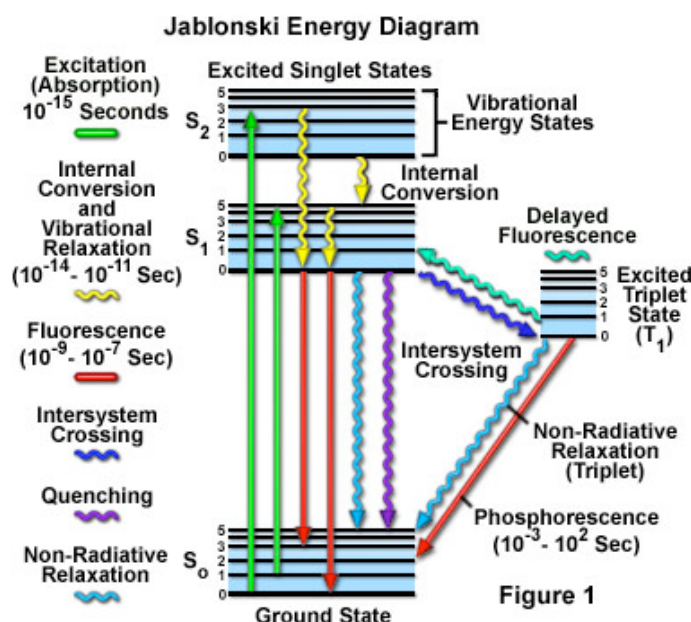 Jablonski Energy Diagram
Excitation
(Absorption)
10⁻¹⁵ Seconds
Internal
Conversion
and
Vibrational
Relaxation
(10⁻¹⁴ - 10⁻¹¹ Sec)
Fluorescence
(10⁻⁹ - 10⁻⁷ Sec)
Intersystem
Crossing
Quenching
Non-Radiative
Relaxation
Excited Singlet States
S₂
5
3
2
1
0
Vibrational
Energy States
Internal
Conversion
S₁
5
3
2
1
0
Delayed
Fluorescence
5
3
2
1
0
Excited
Triplet
State
(T₁)
Intersystem
Crossing
Non-Radiative
Relaxation
(Triplet)
Phosphorescence
(10⁻³ - 10² Sec)
S₀
5
3
2
1
0
Ground State
Figure 1